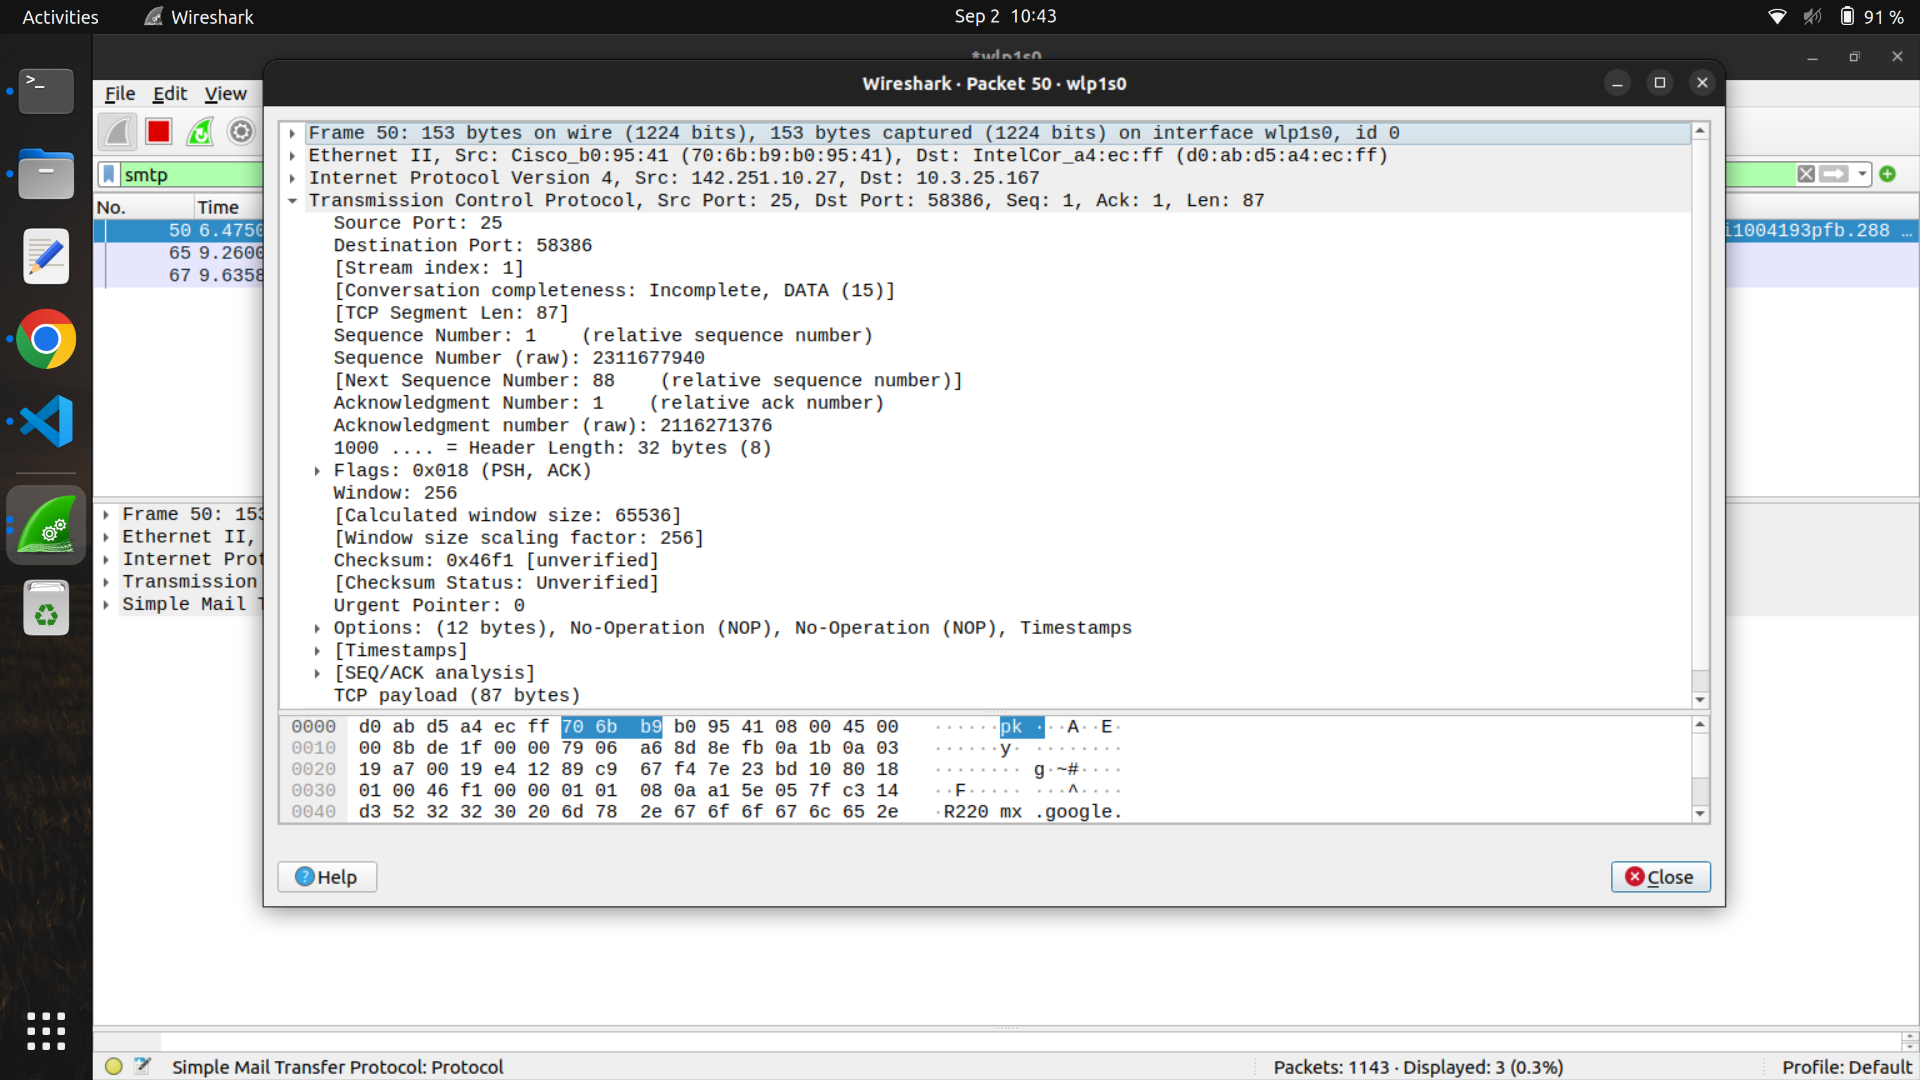 Activities
Wireshark
Sep 2 10:43
91 %
*wlp1s0
File Edit View
Wireshark · Packet 50 · wlp1s0
smtp
No. Time
50 6.4750
65 9.2600
67 9.6358
i1004193pfb.288 …
Frame 50: 153 bytes on wire (1224 bits), 153 bytes captured (1224 bits) on interface wlp1s0, id 0
Ethernet II, Src: Cisco_b0:95:41 (70:6b:b9:b0:95:41), Dst: IntelCor_a4:ec:ff (d0:ab:d5:a4:ec:ff)
Internet Protocol Version 4, Src: 142.251.10.27, Dst: 10.3.25.167
Transmission Control Protocol, Src Port: 25, Dst Port: 58386, Seq: 1, Ack: 1, Len: 87
Source Port: 25
Destination Port: 58386
[Stream index: 1]
[Conversation completeness: Incomplete, DATA (15)]
[TCP Segment Len: 87]
Sequence Number: 1    (relative sequence number)
Sequence Number (raw): 2311677940
[Next Sequence Number: 88    (relative sequence number)]
Acknowledgment Number: 1    (relative ack number)
Acknowledgment number (raw): 2116271376
1000 .... = Header Length: 32 bytes (8)
Flags: 0x018 (PSH, ACK)
Window: 256
[Calculated window size: 65536]
[Window size scaling factor: 256]
Checksum: 0x46f1 [unverified]
[Checksum Status: Unverified]
Urgent Pointer: 0
Options: (12 bytes), No-Operation (NOP), No-Operation (NOP), Timestamps
[Timestamps]
[SEQ/ACK analysis]
TCP payload (87 bytes)
0000 d0 ab d5 a4 ec ff 70 6b b9 b0 95 41 08 00 45 00 ······pk ···A··E·
0010 00 8b de 1f 00 00 79 06 a6 8d 8e fb 0a 1b 0a 03 ······y· ········
0020 19 a7 00 19 e4 12 89 c9 67 f4 7e 23 bd 10 80 18 ········ g·~#····
0030 01 00 46 f1 00 00 01 01 08 0a a1 5e 05 7f c3 14 ··F····· ···^····
0040 d3 52 32 32 30 20 6d 78 2e 67 6f 6f 67 6c 65 2e ·R220 mx .google.
Help
Close
Frame 50: 153
Ethernet II,
Internet Prot
Transmission
Simple Mail T
Simple Mail Transfer Protocol: Protocol
Packets: 1143 · Displayed: 3 (0.3%)
Profile: Default